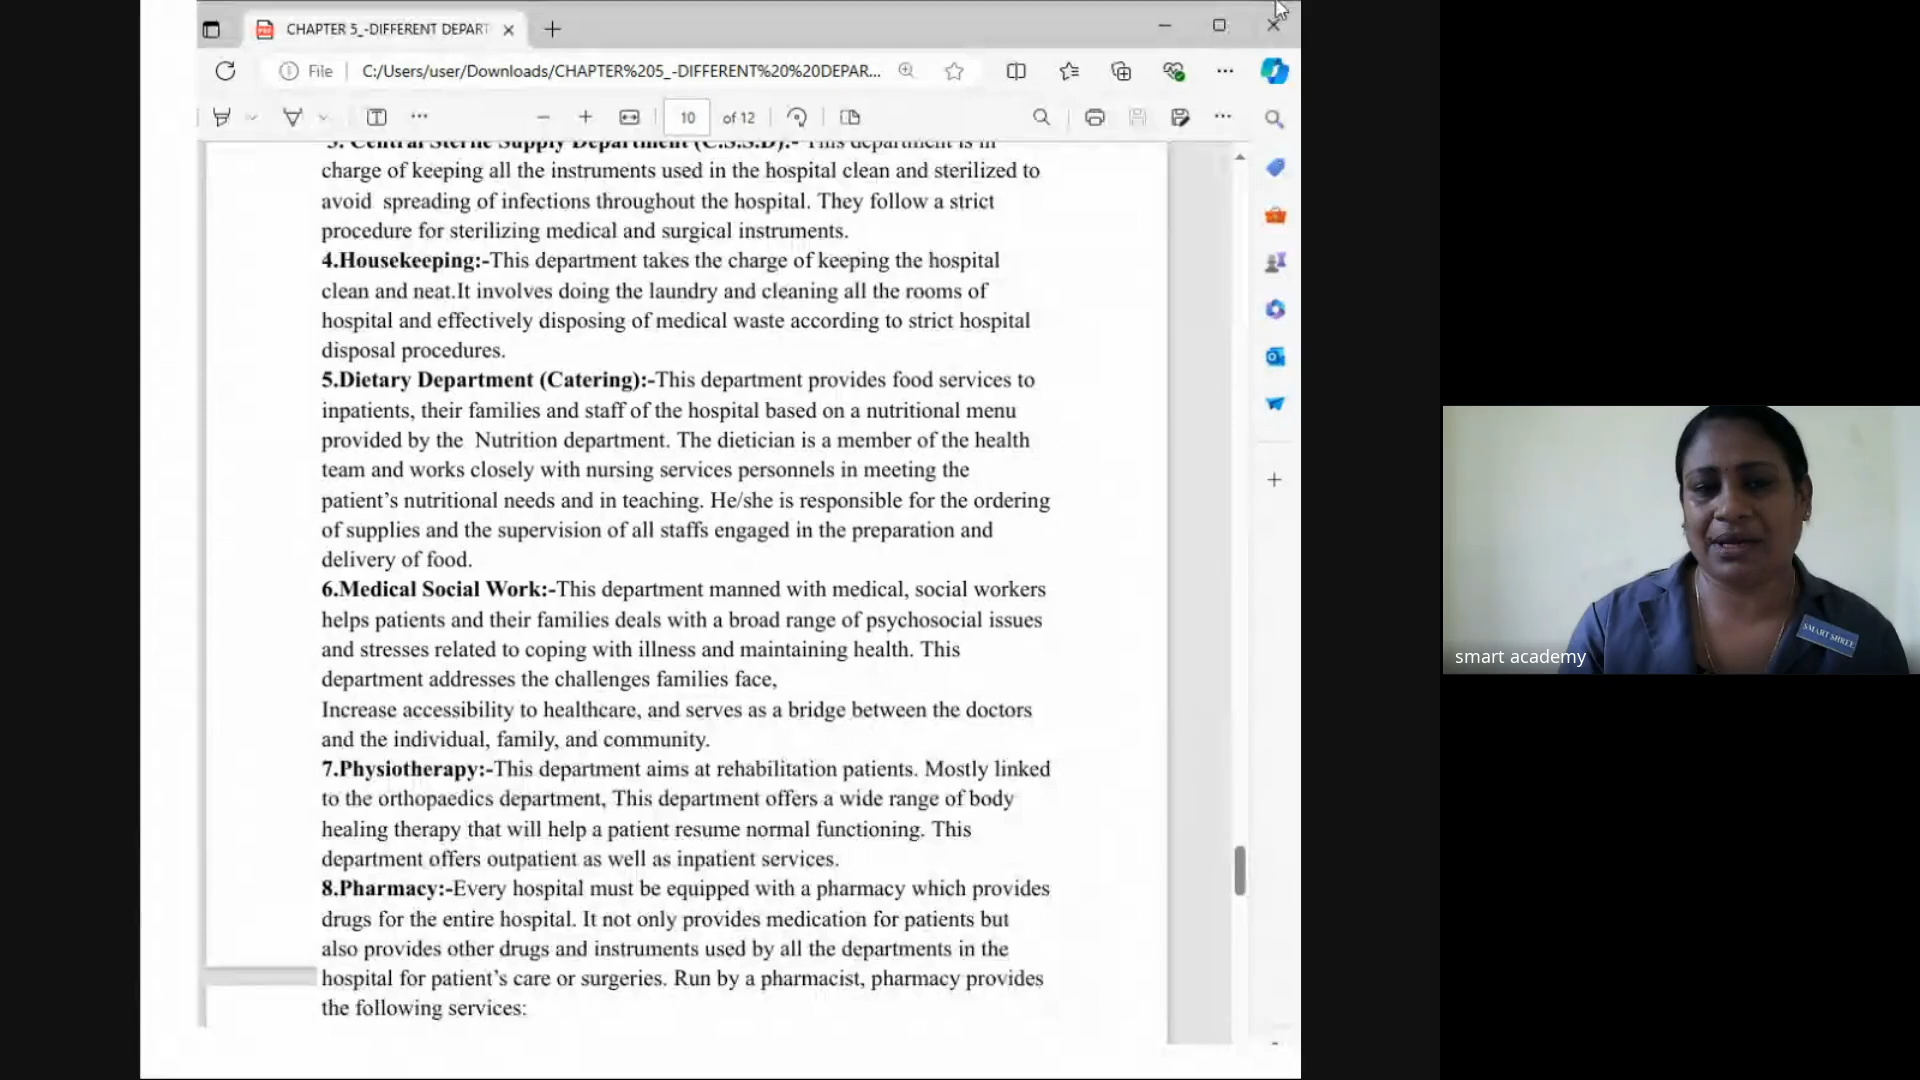 CHAPTER 5_-DIFFERENT DEPART
File C:/Users/user/Downloads/CHAPTER%205_-DIFFERENT%20%20DEPAR...
10 of 12
3. Central Sterile Supply Department (C.S.S.D):- This department is in
charge of keeping all the instruments used in the hospital clean and sterilized to
avoid spreading of infections throughout the hospital. They follow a strict
procedure for sterilizing medical and surgical instruments.
4.Housekeeping:-This department takes the charge of keeping the hospital
clean and neat.It involves doing the laundry and cleaning all the rooms of
hospital and effectively disposing of medical waste according to strict hospital
disposal procedures.
5.Dietary Department (Catering):-This department provides food services to
inpatients, their families and staff of the hospital based on a nutritional menu
provided by the Nutrition department. The dietician is a member of the health
team and works closely with nursing services personnels in meeting the
patient’s nutritional needs and in teaching. He/she is responsible for the ordering
of supplies and the supervision of all staffs engaged in the preparation and
delivery of food.
6.Medical Social Work:-This department manned with medical, social workers
helps patients and their families deals with a broad range of psychosocial issues
and stresses related to coping with illness and maintaining health. This
department addresses the challenges families face,
Increase accessibility to healthcare, and serves as a bridge between the doctors
and the individual, family, and community.
7.Physiotherapy:-This department aims at rehabilitation patients. Mostly linked
to the orthopaedics department, This department offers a wide range of body
healing therapy that will help a patient resume normal functioning. This
department offers outpatient as well as inpatient services.
8.Pharmacy:-Every hospital must be equipped with a pharmacy which provides
drugs for the entire hospital. It not only provides medication for patients but
also provides other drugs and instruments used by all the departments in the
hospital for patient’s care or surgeries. Run by a pharmacist, pharmacy provides
the following services:
SMART SHREE
smart academy